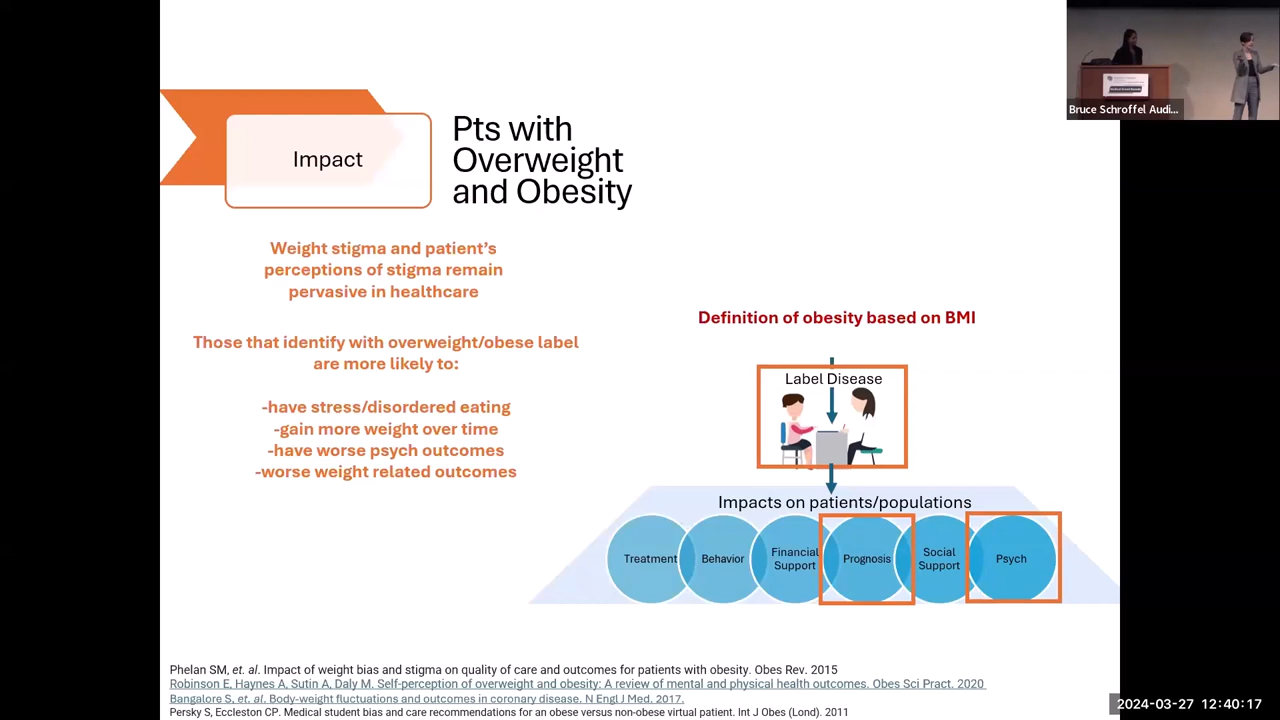 Bruce Schroffel Audi...
Impact
Pts with
Overweight
and Obesity
Weight stigma and patient's
perceptions of stigma remain
pervasive in healthcare
Those that identify with overweight/obese label
are more likely to:
-have stress/disordered eating
-gain more weight over time
-have worse psych outcomes
-worse weight related outcomes
Definition of obesity based on BMI
Label Disease
Impacts on patients/populations
Treatment
Behavior
Financial
Support
Prognosis
Social
Support
Psych
Phelan SM, et. al. Impact of weight bias and stigma on quality of care and outcomes for patients with obesity. Obes Rev. 2015
Robinson E, Haynes A, Sutin A, Daly M. Self-perception of overweight and obesity: A review of mental and physical health outcomes. Obes Sci Pract. 2020
Bangalore S, et. al. Body-weight fluctuations and outcomes in coronary disease. N Engl J Med. 2017.
Persky S, Eccleston CP. Medical student bias and care recommendations for an obese versus non-obese virtual patient. Int J Obes (Lond). 2011
2024-03-27 12:40:17